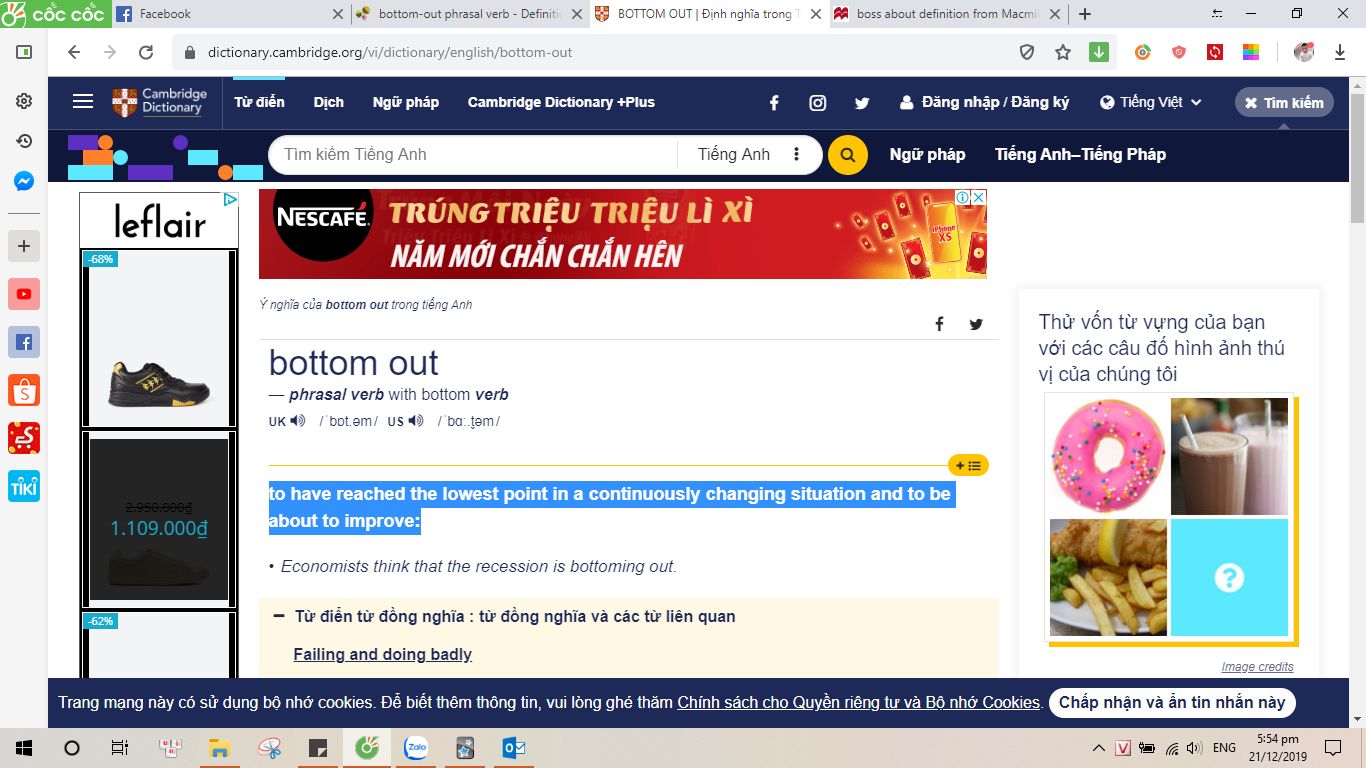 cốc cốc
Facebook
bottom-out phrasal verb - Definiti
BOTTOM OUT | Định nghĩa trong T
boss about definition from Macmil
dictionary.cambridge.org/vi/dictionary/english/bottom-out
Cambridge
Dictionary
Từ điển
Dịch
Ngữ pháp
Cambridge Dictionary +Plus
Đăng nhập / Đăng ký
Tiếng Việt
Tìm kiếm
Tìm kiếm Tiếng Anh
Tiếng Anh
Ngữ pháp
Tiếng Anh–Tiếng Pháp
leflair
-68%
2.950.000₫
1.109.000₫
-62%
NESCAFÉ.
TRÚNG TRIỆU TRIỆU LÌ XÌ
NĂM MỚI CHẮN CHẮN HÊN
iPhone
XS
Ý nghĩa của bottom out trong tiếng Anh
bottom out
— phrasal verb with bottom verb
UK /ˈbɒt.əm/ US /ˈbɑː.t̬əm/
to have reached the lowest point in a continuously changing situation and to be
about to improve:
• Economists think that the recession is bottoming out.
Từ điển từ đồng nghĩa : từ đồng nghĩa và các từ liên quan
Failing and doing badly
Thử vốn từ vựng của bạn
với các câu đố hình ảnh thú
vị của chúng tôi
?
Image credits
Trang mạng này có sử dụng bộ nhớ cookies. Để biết thêm thông tin, vui lòng ghé thăm Chính sách cho Quyền riêng tư và Bộ nhớ Cookies.
Chấp nhận và ẩn tin nhắn này
TIKI
Zalo
ENG
5:54 pm
21/12/2019